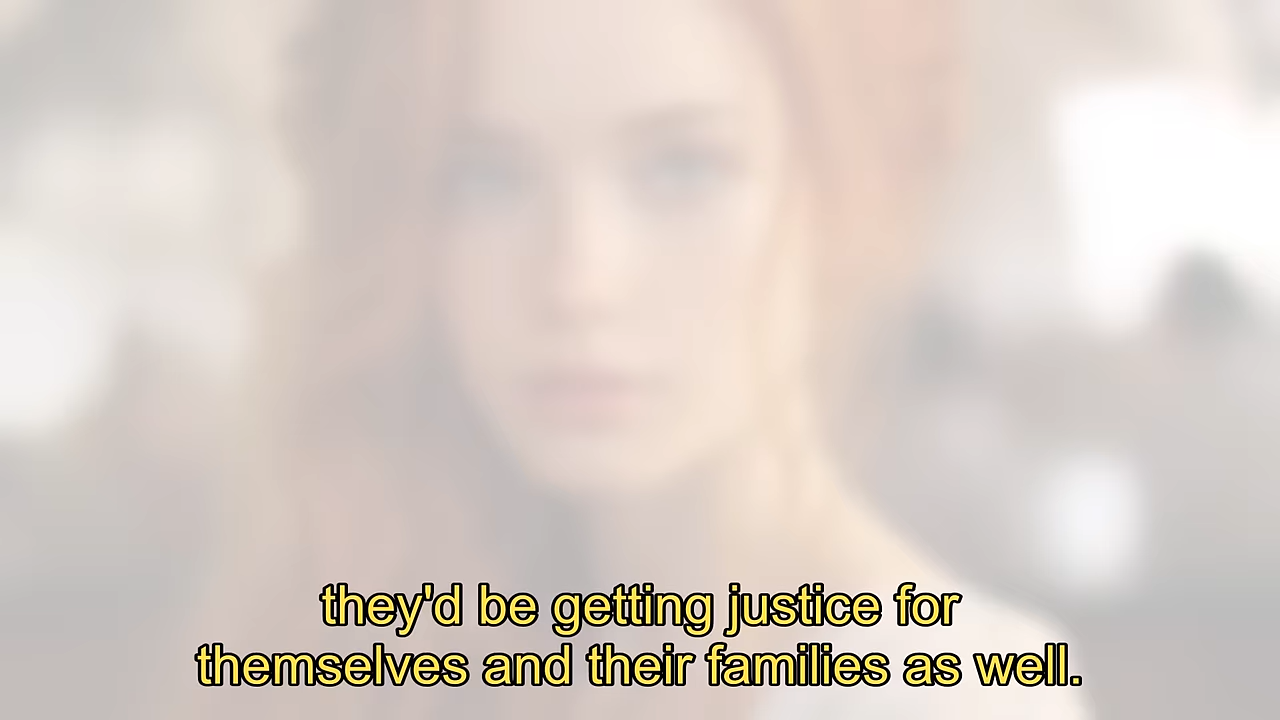 they'd be getting justice for
themselves and their families as well.